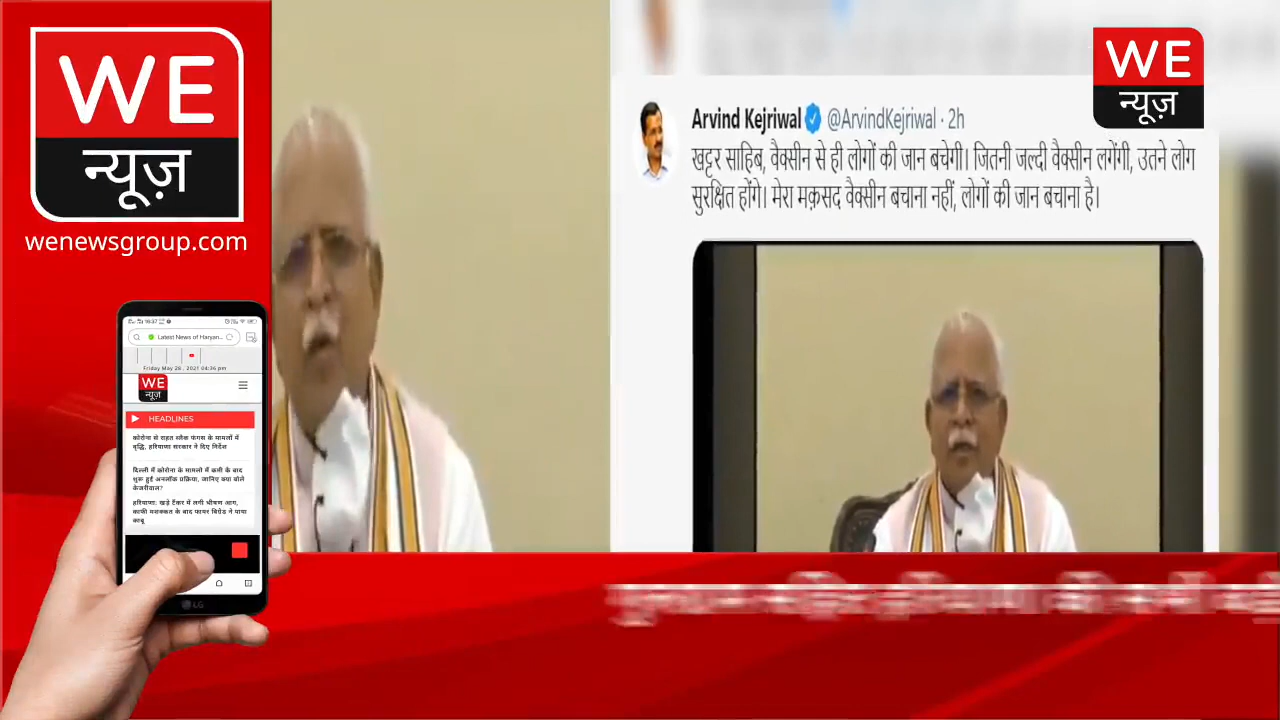 WE
न्यूज़
wenewsgroup.com
Latest News of Haryan...
Friday May 28 , 2021 04:36 pm
WE
न्यूज़
HEADLINES
कोरोना से राहत ब्लैक फंगस के मामलों में
वृद्धि, हरियाणा सरकार ने दिए निर्देश
दिल्ली में कोरोना के मामलो में कमी के बाद
शुरू हुई अनलॉक प्रक्रिया, जानिए क्या बोले
केजरीवाल?
हरियाणा: खड़े टैंकर में लगी भीषण आग,
काफी मशक्कत के बाद फायर बिग्रेड ने पाया
काबू
LG
Arvind Kejriwal @ArvindKejriwal · 2h
खट्टर साहिब, वैक्सीन से ही लोगों की जान बचेगी। जितनी जल्दी वैक्सीन लगेंगी, उतने लोग
सुरक्षित होंगे। मेरा मक़सद वैक्सीन बचाना नहीं, लोगों की जान बचाना है।
WE
न्यूज़